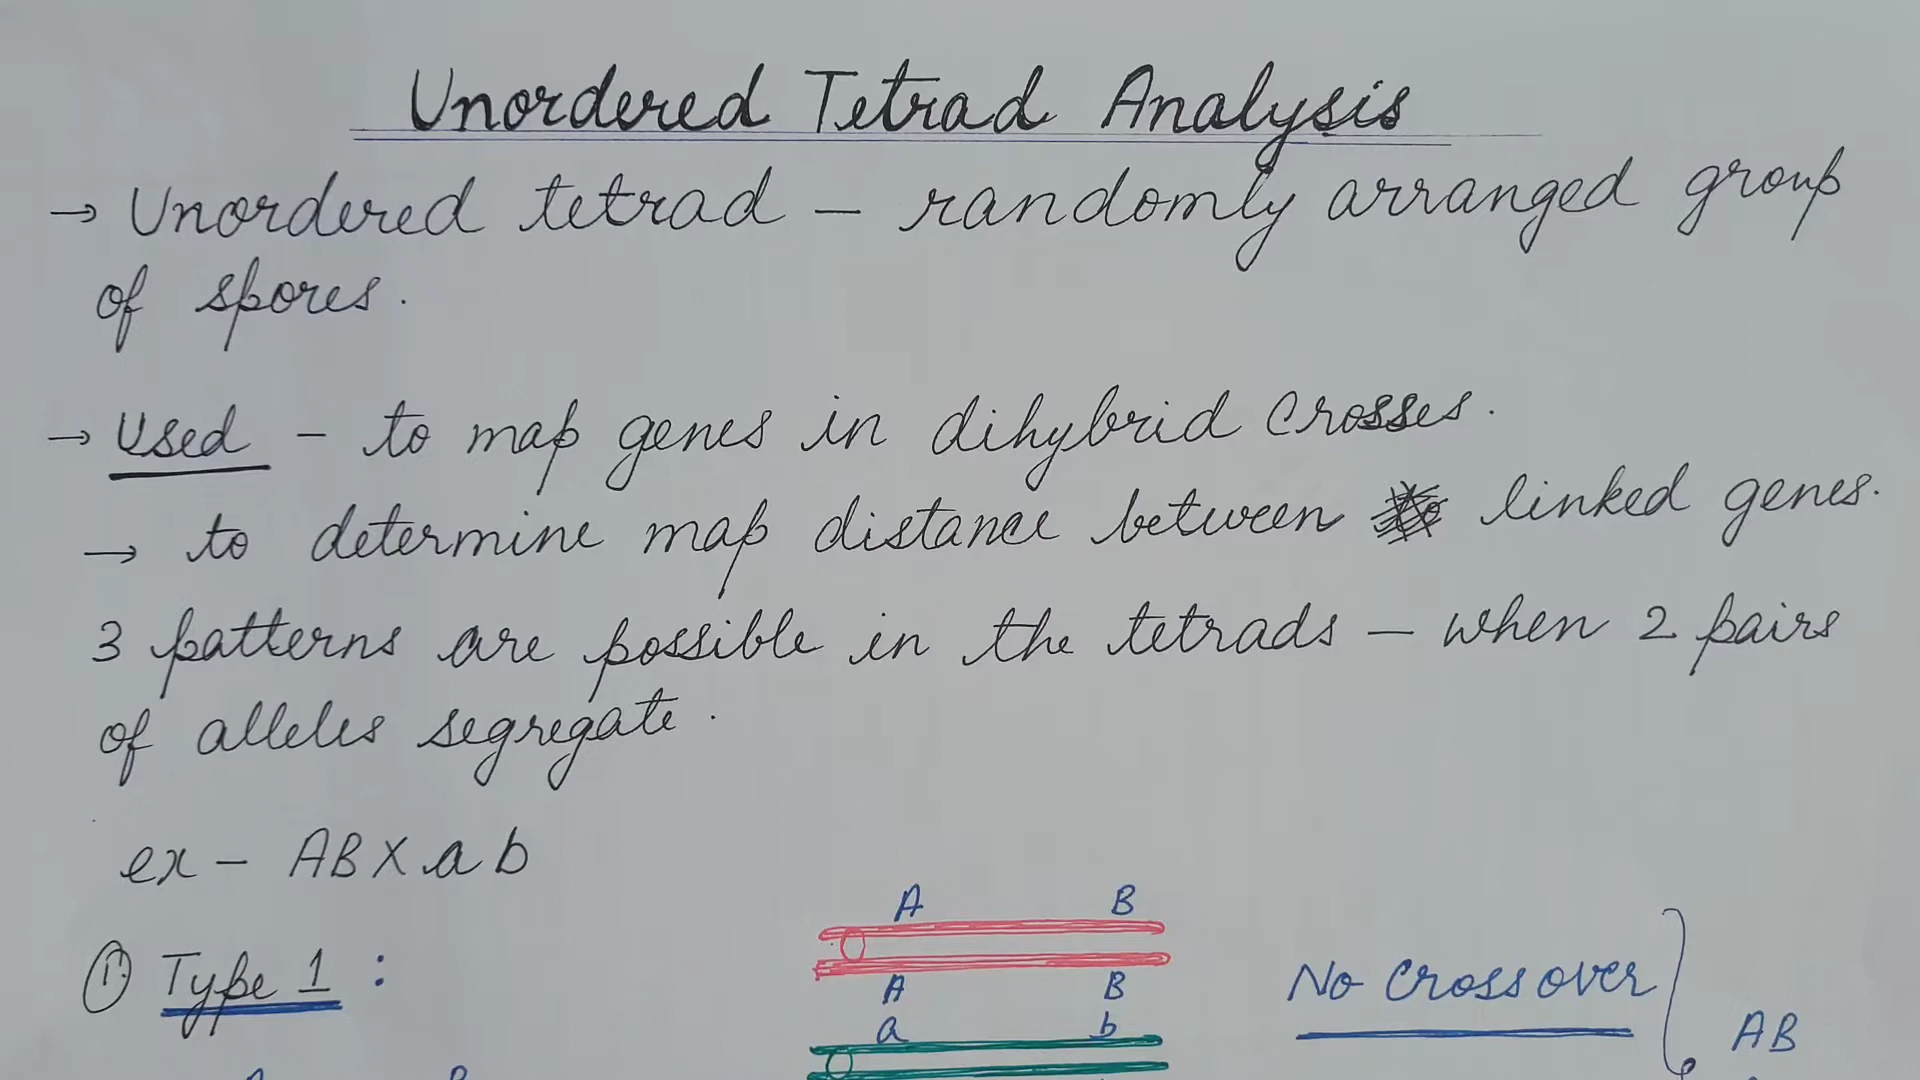 Unordered Tetrad Analysis
→ Unordered tetrad – randomly arranged group
of spores.
→ Used – to map genes in dihybrid crosses.
→ to determine map distance between linked genes.
3 patterns are possible in the tetrads – when 2 pairs
of alleles segregate.
ex – AB X ab
A B
① Type 1 :
A B
No Crossover
a b
AB